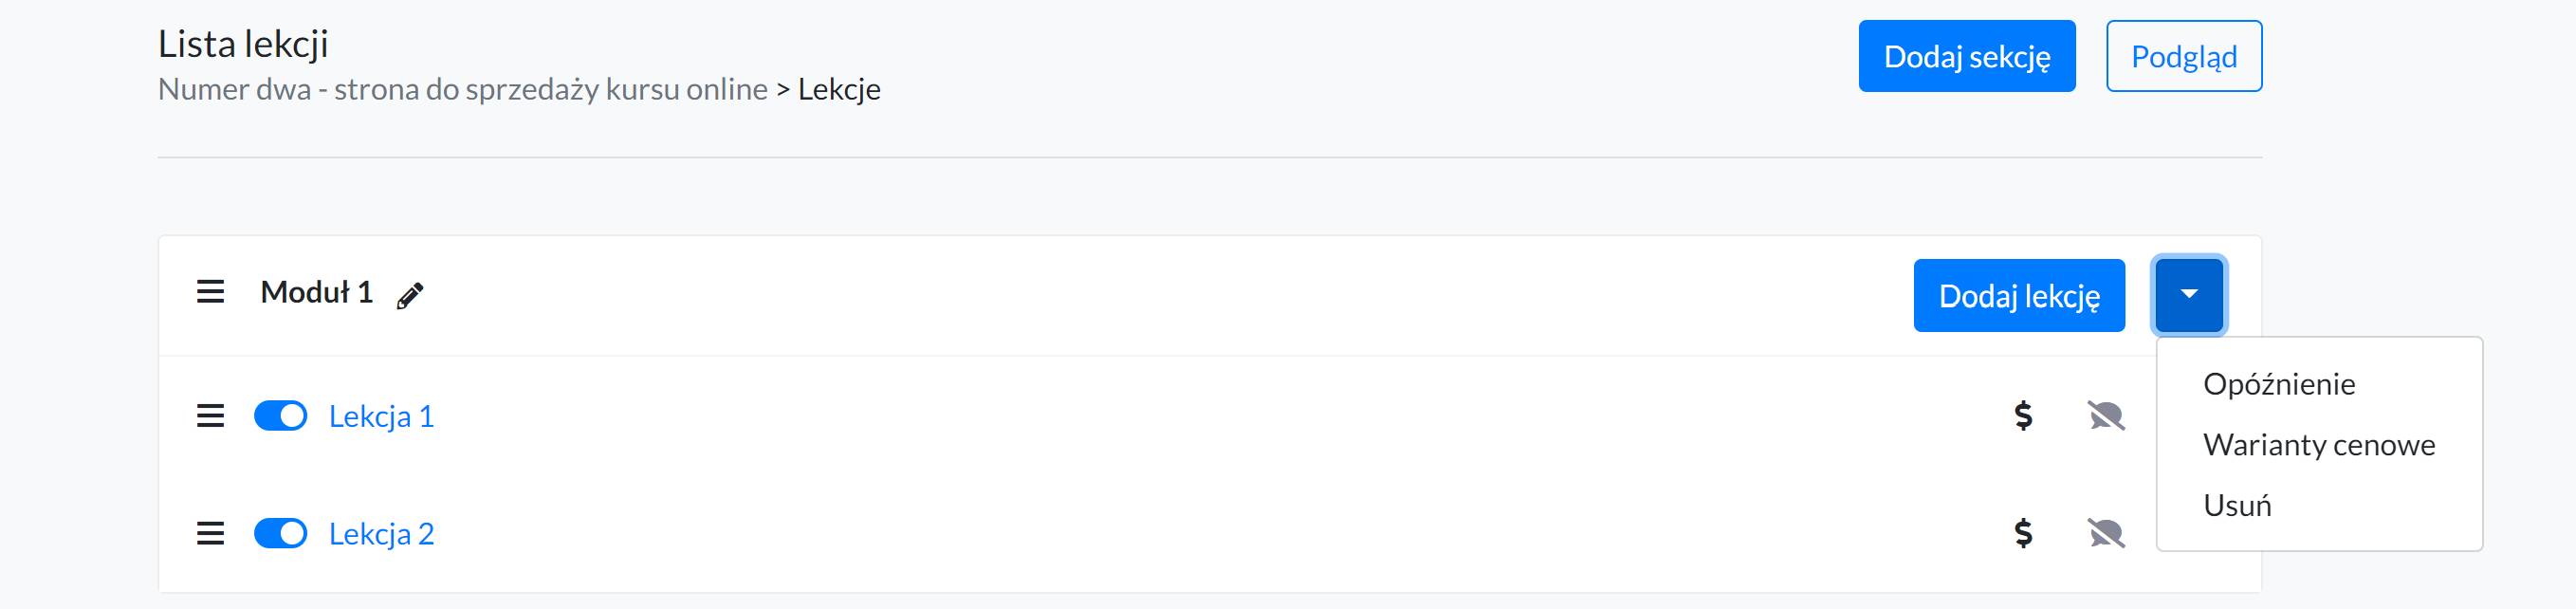 Lista lekcji
Numer dwa - strona do sprzedaży kursu online > Lekcje
Dodaj sekcję
Podgląd
Moduł 1
Dodaj lekcję
Lekcja 1
$
Lekcja 2
$
Opóźnienie
Warianty cenowe
Usuń